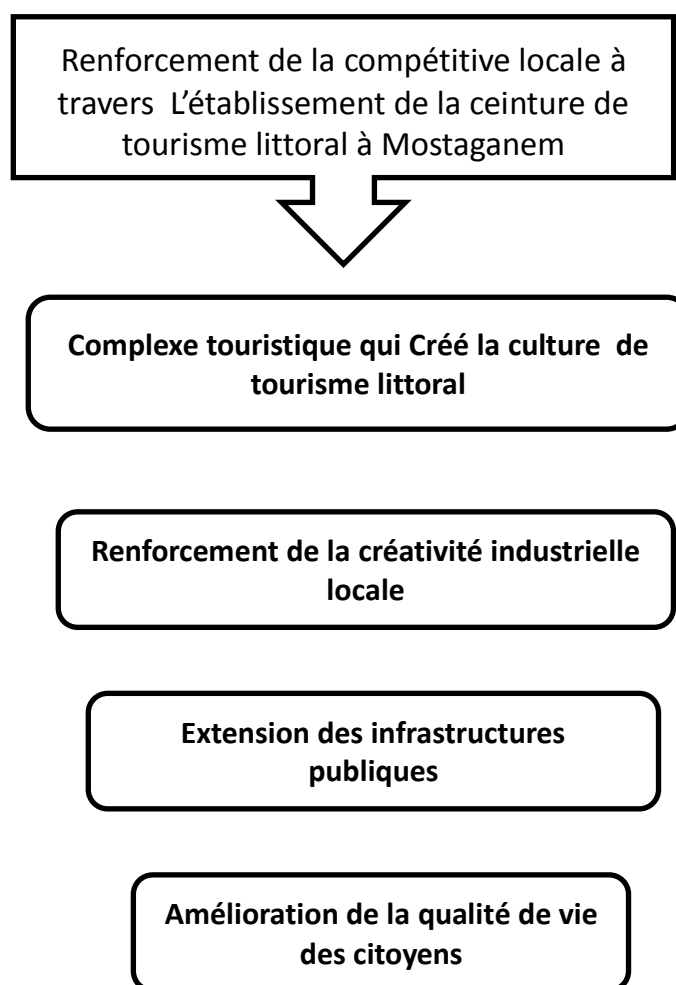 Renforcement de la compétitive locale à
travers L’établissement de la ceinture de
tourisme littoral à Mostaganem
Complexe touristique qui Créé la culture de
tourisme littoral
Renforcement de la créativité industrielle
locale
Extension des infrastructures
publiques
Amélioration de la qualité de vie
des citoyens